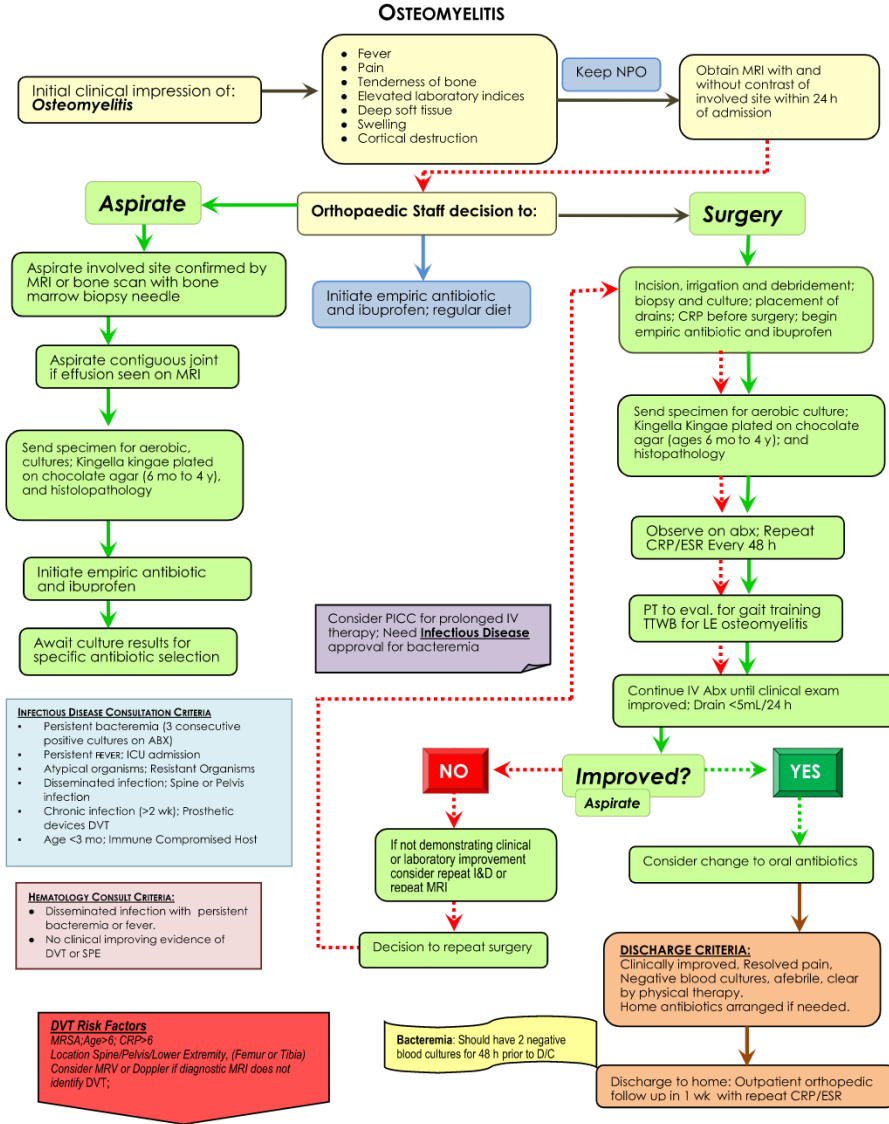 OSTEOMYELITIS
Initial clinical impression of:
Osteomyelitis
• Fever
• Pain
• Tenderness of bone
• Elevated laboratory indices
• Deep soft tissue
• Swelling
• Cortical destruction
Keep NPO
Obtain MRI with and
without contrast of
involved site within 24 h
of admission
Aspirate
Orthopaedic Staff decision to:
Surgery
Aspirate involved site confirmed by
MRI or bone scan with bone
marrow biopsy needle
Initiate empiric antibiotic
and ibuprofen; regular diet
Incision, irrigation and debridement;
biopsy and culture; placement of
drains; CRP before surgery; begin
empiric antibiotic and ibuprofen
Aspirate contiguous joint
if effusion seen on MRI
Send specimen for aerobic,
cultures; Kingella kingae plated
on chocolate agar (6 mo to 4 y),
and histolopathology
Send specimen for aerobic culture;
Kingella Kingae plated on chocolate
agar (ages 6 mo to 4 y); and
histopathology
Observe on abx; Repeat
CRP/ESR Every 48 h
Initiate empiric antibiotic
and ibuprofen
Await culture results for
specific antibiotic selection
Consider PICC for prolonged IV
therapy; Need Infectious Disease
approval for bacteremia
PT to eval. for gait training
TTWB for LE osteomyelitis
Continue IV Abx until clinical exam
improved; Drain <5mL/24 h
INFECTIOUS DISEASE CONSULTATION CRITERIA
• Persistent bacteremia (3 consecutive
positive cultures on ABX)
• Persistent FEVER; ICU admission
• Atypical organisms; Resistant Organisms
• Disseminated infection; Spine or Pelvis
infection
• Chronic infection (>2 wk); Prosthetic
devices DVT
• Age <3 mo; Immune Compromised Host
NO
Improved?
Aspirate
YES
If not demonstrating clinical
or laboratory improvement
consider repeat I&D or
repeat MRI
Consider change to oral antibiotics
HEMATOLOGY CONSULT CRITERIA:
● Disseminated infection with persistent
bacteremia or fever.
● No clinical improving evidence of
DVT or SPE
Decision to repeat surgery
DISCHARGE CRITERIA:
Clinically improved, Resolved pain,
Negative blood cultures, afebrile, clear
by physical therapy.
Home antibiotics arranged if needed.
DVT Risk Factors
MRSA;Age>6; CRP>6
Location Spine/Pelvis/Lower Extremity, (Femur or Tibia)
Consider MRV or Doppler if diagnostic MRI does not
identify DVT;
Bacteremia: Should have 2 negative
blood cultures for 48 h prior to D/C
Discharge to home: Outpatient orthopedic
follow up in 1 wk with repeat CRP/ESR